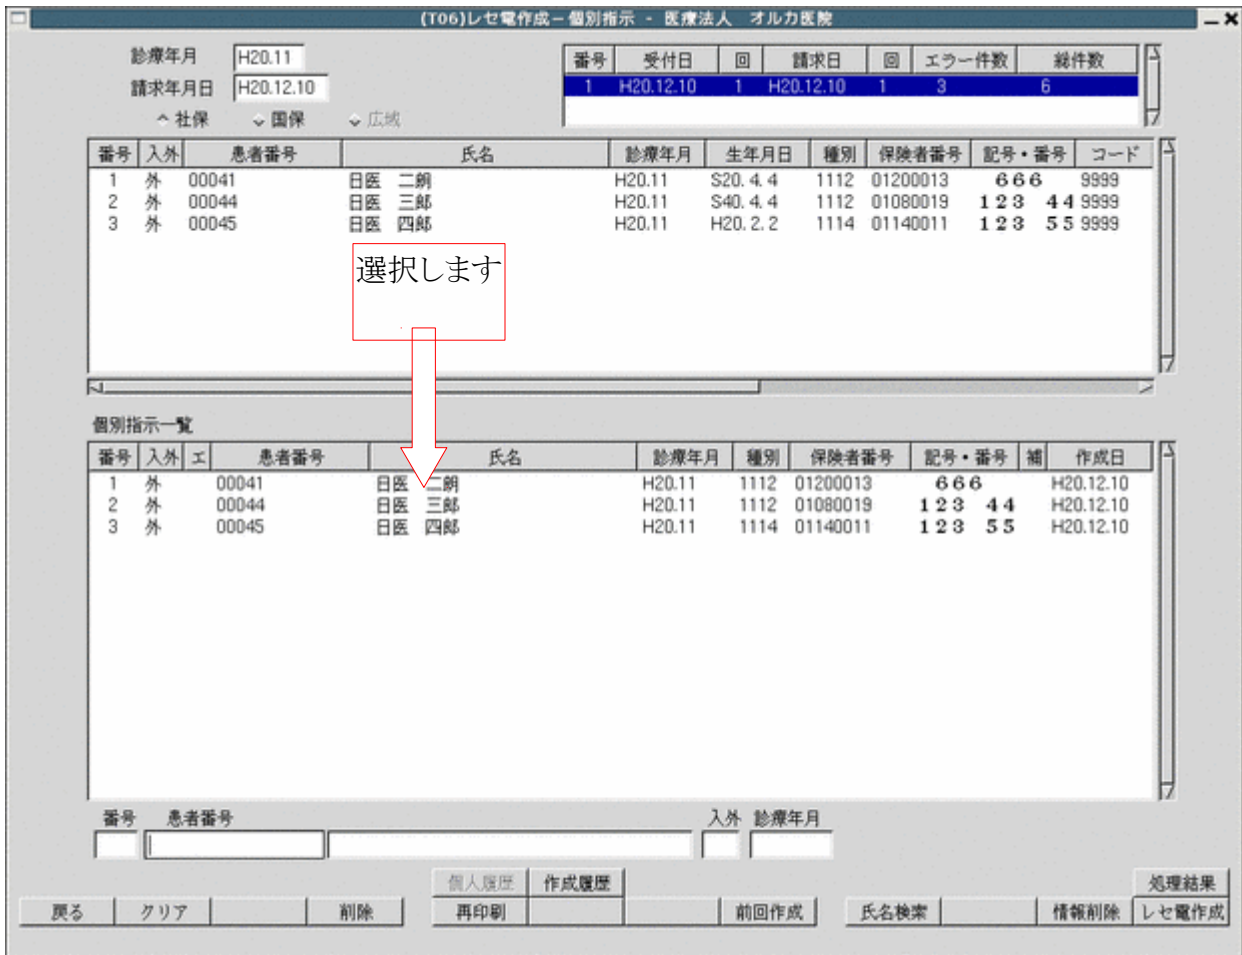 (T06)レセ電作成－個別指示 - 医療法人　オルカ医院
診療年月 H20.11
請求年月日 H20.12.10
社保 国保 広域
番号 受付日 回 請求日 回 エラー件数 総件数
1 H20.12.10 1 H20.12.10 1 3 6
番号 入外 患者番号 氏名 診療年月 生年月日 種別 保険者番号 記号・番号 コード
1 外 00041 日医　二朗 H20.11 S20. 4. 4 1112 01200013 ６６６ 9999
2 外 00044 日医　三郎 H20.11 S40. 4. 4 1112 01080019 １２３　４４ 9999
3 外 00045 日医　四郎 H20.11 H20. 2. 2 1114 01140011 １２３　５５ 9999
選択します
個別指示一覧
番号 入外 エ 患者番号 氏名 診療年月 種別 保険者番号 記号・番号 補 作成日
1 外 00041 日医　二朗 H20.11 1112 01200013 ６６６ H20.12.10
2 外 00044 日医　三郎 H20.11 1112 01080019 １２３　４４ H20.12.10
3 外 00045 日医　四郎 H20.11 1114 01140011 １２３　５５ H20.12.10
番号 患者番号 入外 診療年月
個人履歴 作成履歴 処理結果
戻る クリア 削除 再印刷 前回作成 氏名検索 情報削除 レセ電作成